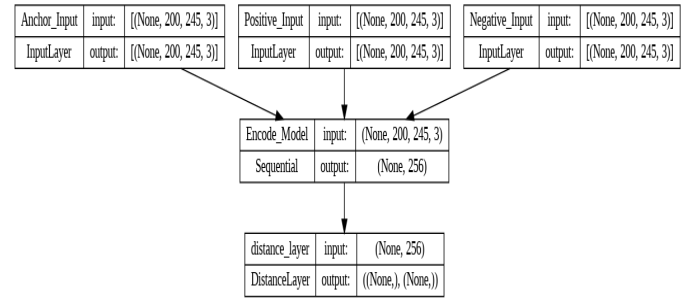 Anchor_Input input: [(None, 200, 245, 3)]
InputLayer output: [(None, 200, 245, 3)]
Positive_Input input: [(None, 200, 245, 3)]
InputLayer output: [(None, 200, 245, 3)]
Negative_Input input: [(None, 200, 245, 3)]
InputLayer output: [(None, 200, 245, 3)]
Encode_Model input: (None, 200, 245, 3)
Sequential output: (None, 256)
distance_layer input: (None, 256)
DistanceLayer output: ((None,), (None,))